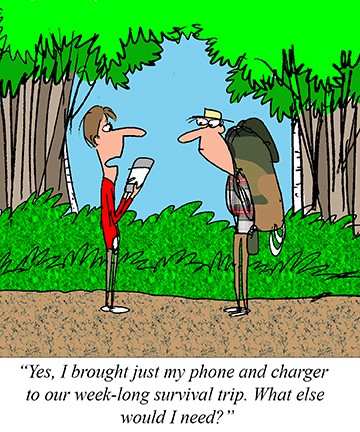 “Yes, I brought just my phone and charger
to our week-long survival trip. What else
would I need?”